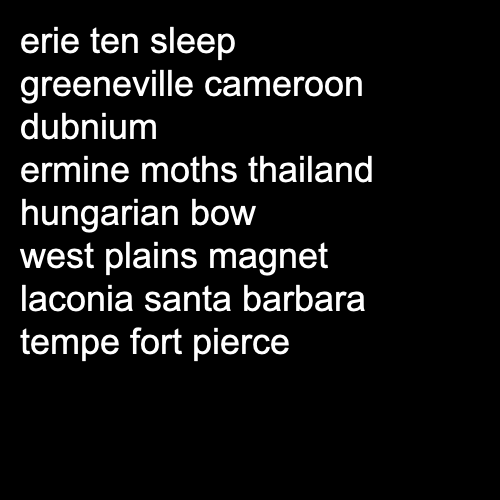 erie ten sleep
greeneville cameroon
dubnium
ermine moths thailand
hungarian bow
west plains magnet
laconia santa barbara
tempe fort pierce